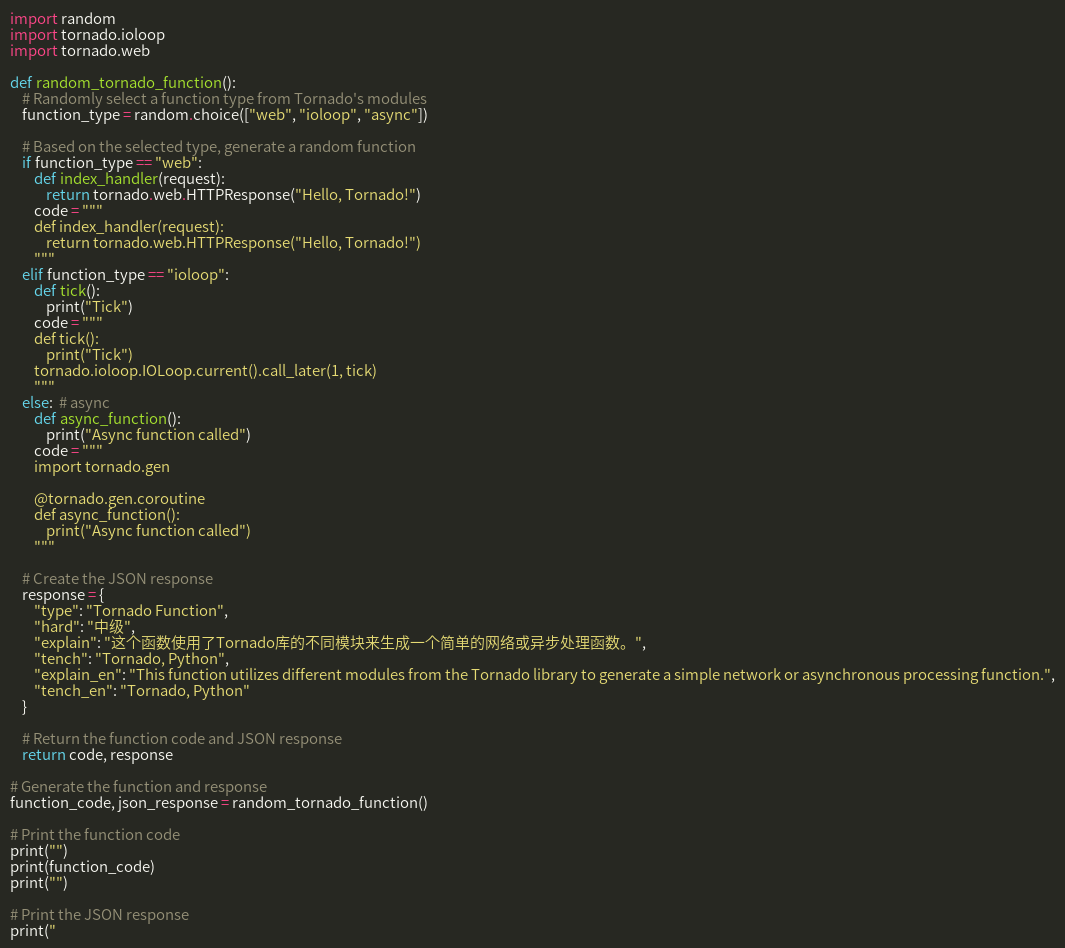 import random
import tornado.ioloop
import tornado.web

def random_tornado_function():
    # Randomly select a function type from Tornado's modules
    function_type = random.choice(["web", "ioloop", "async"])

    # Based on the selected type, generate a random function
    if function_type == "web":
        def index_handler(request):
            return tornado.web.HTTPResponse("Hello, Tornado!")
        code = """
        def index_handler(request):
            return tornado.web.HTTPResponse("Hello, Tornado!")
        """
    elif function_type == "ioloop":
        def tick():
            print("Tick")
        code = """
        def tick():
            print("Tick")
        tornado.ioloop.IOLoop.current().call_later(1, tick)
        """
    else:  # async
        def async_function():
            print("Async function called")
        code = """
        import tornado.gen

        @tornado.gen.coroutine
        def async_function():
            print("Async function called")
        """

    # Create the JSON response
    response = {
        "type": "Tornado Function",
        "hard": "中级",
        "explain": "这个函数使用了Tornado库的不同模块来生成一个简单的网络或异步处理函数。",
        "tench": "Tornado, Python",
        "explain_en": "This function utilizes different modules from the Tornado library to generate a simple network or asynchronous processing function.",
        "tench_en": "Tornado, Python"
    }

    # Return the function code and JSON response
    return code, response

# Generate the function and response
function_code, json_response = random_tornado_function()

# Print the function code
print("")
print(function_code)
print("")

# Print the JSON response
print("